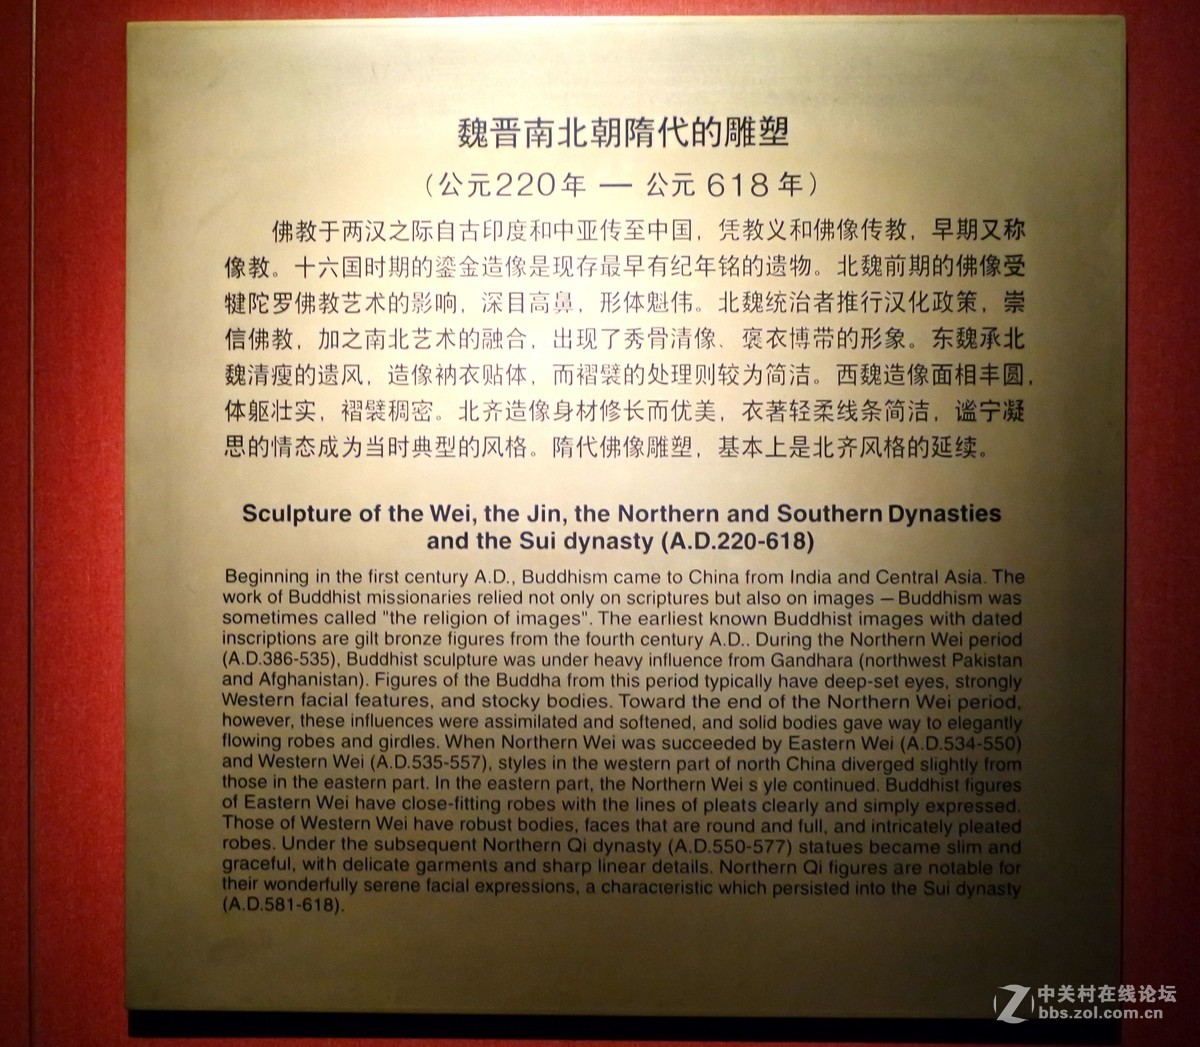 魏晋南北朝隋代的雕塑
（公元220年 — 公元 618 年）
佛教于两汉之际自古印度和中亚传至中国，凭教义和佛像传教，早期又称
像教。十六国时期的鎏金造像是现存最早有纪年铭的遗物。北魏前期的佛像受
犍陀罗佛教艺术的影响，深目高鼻，形体魁伟。北魏统治者推行汉化政策，崇
信佛教，加之南北艺术的融合，出现了秀骨清像、褒衣博带的形象。东魏承北
魏清瘦的遗风，造像衲衣贴体，而褶襞的处理则较为简洁。西魏造像面相丰圆，
体躯壮实，褶襞稠密。北齐造像身材修长而优美，衣著轻柔线条简洁，谧宁凝
思的情态成为当时典型的风格。隋代佛像雕塑，基本上是北齐风格的延续。
Sculpture of the Wei, the Jin, the Northern and Southern Dynasties
and the Sui dynasty (A.D.220-618)
Beginning in the first century A.D., Buddhism came to China from India and Central Asia. The
work of Buddhist missionaries relied not only on scriptures but also on images — Buddhism was
sometimes called "the religion of images". The earliest known Buddhist images with dated
inscriptions are gilt bronze figures from the fourth century A.D.. During the Northern Wei period
(A.D.386-535), Buddhist sculpture was under heavy influence from Gandhara (northwest Pakistan
and Afghanistan). Figures of the Buddha from this period typically have deep-set eyes, strongly
Western facial features, and stocky bodies. Toward the end of the Northern Wei period,
however, these influences were assimilated and softened, and solid bodies gave way to elegantly
flowing robes and girdles. When Northern Wei was succeeded by Eastern Wei (A.D.534-550)
and Western Wei (A.D.535-557), styles in the western part of north China diverged slightly from
those in the eastern part. In the eastern part, the Northern Wei s yle continued. Buddhist figures
of Eastern Wei have close-fitting robes with the lines of pleats clearly and simply expressed.
Those of Western Wei have robust bodies, faces that are round and full, and intricately pleated
robes. Under the subsequent Northern Qi dynasty (A.D.550-577) statues became slim and
graceful, with delicate garments and sharp linear details. Northern Qi figures are notable for
their wonderfully serene facial expressions, a characteristic which persisted into the Sui dynasty
(A.D.581-618).
中关村在线论坛
bbs.zol.com.cn